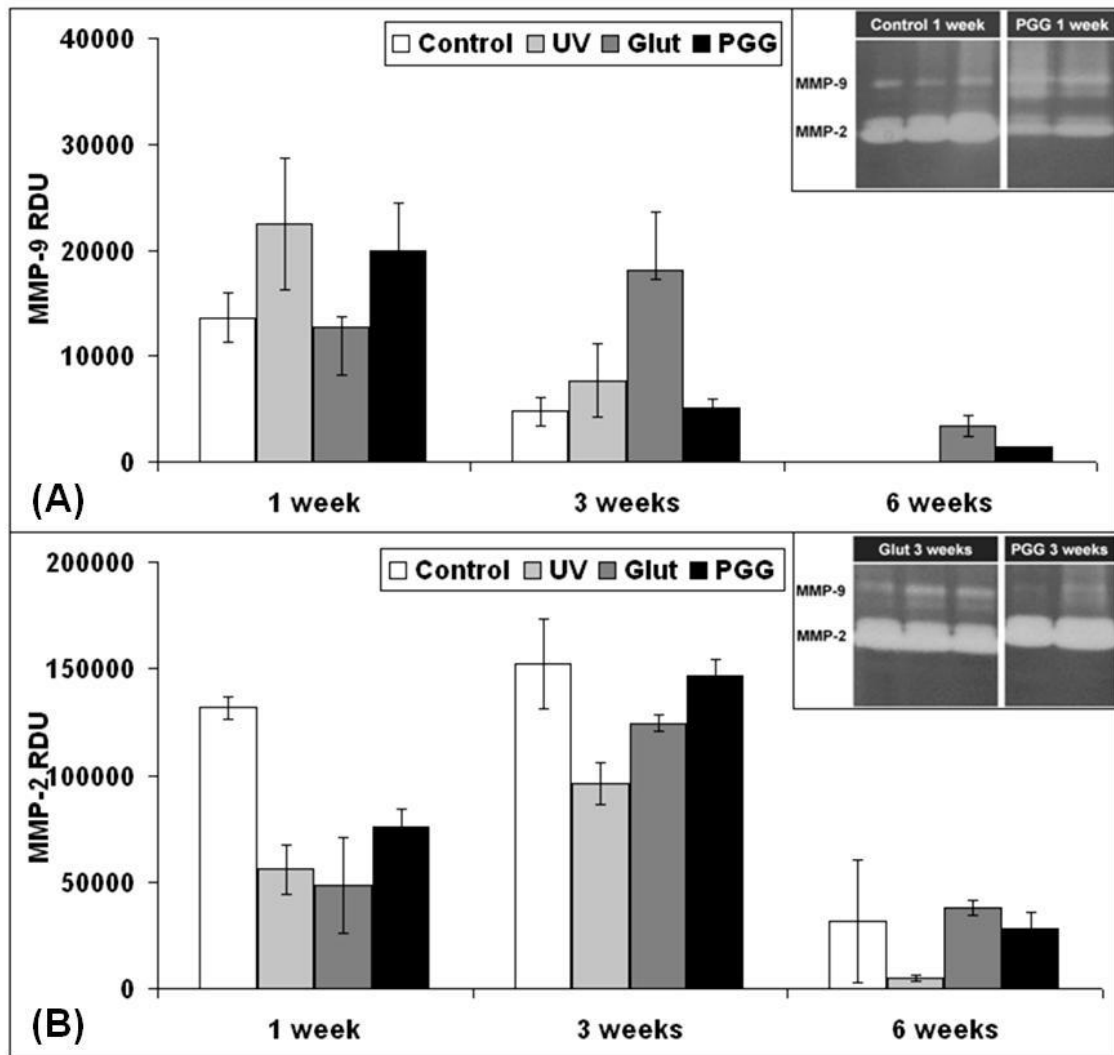 40000
30000
20000
10000
0
MMP-9 RDU
Control UV Glut PGG
Control 1 week PGG 1 week
MMP-9
MMP-2
1 week 3 weeks 6 weeks
(A)
200000
150000
100000
50000
0
MMP-2 RDU
Control UV Glut PGG
Glut 3 weeks PGG 3 weeks
MMP-9
MMP-2
1 week 3 weeks 6 weeks
(B)